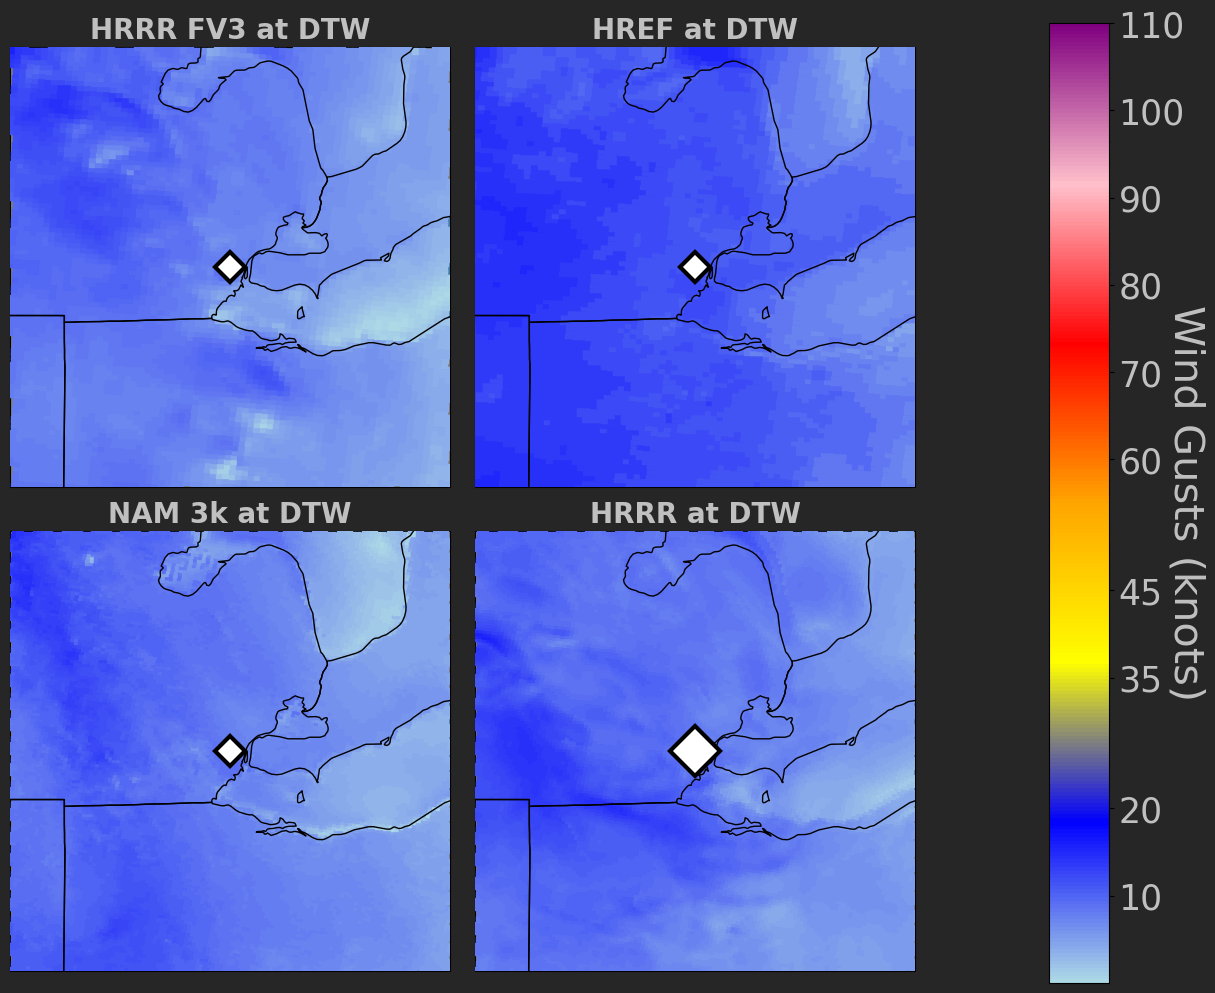 HRRR FV3 at DTW
HREF at DTW
NAM 3k at DTW
HRRR at DTW
110
100
90
80
70
60
45
35
20
10
Wind Gusts (knots)